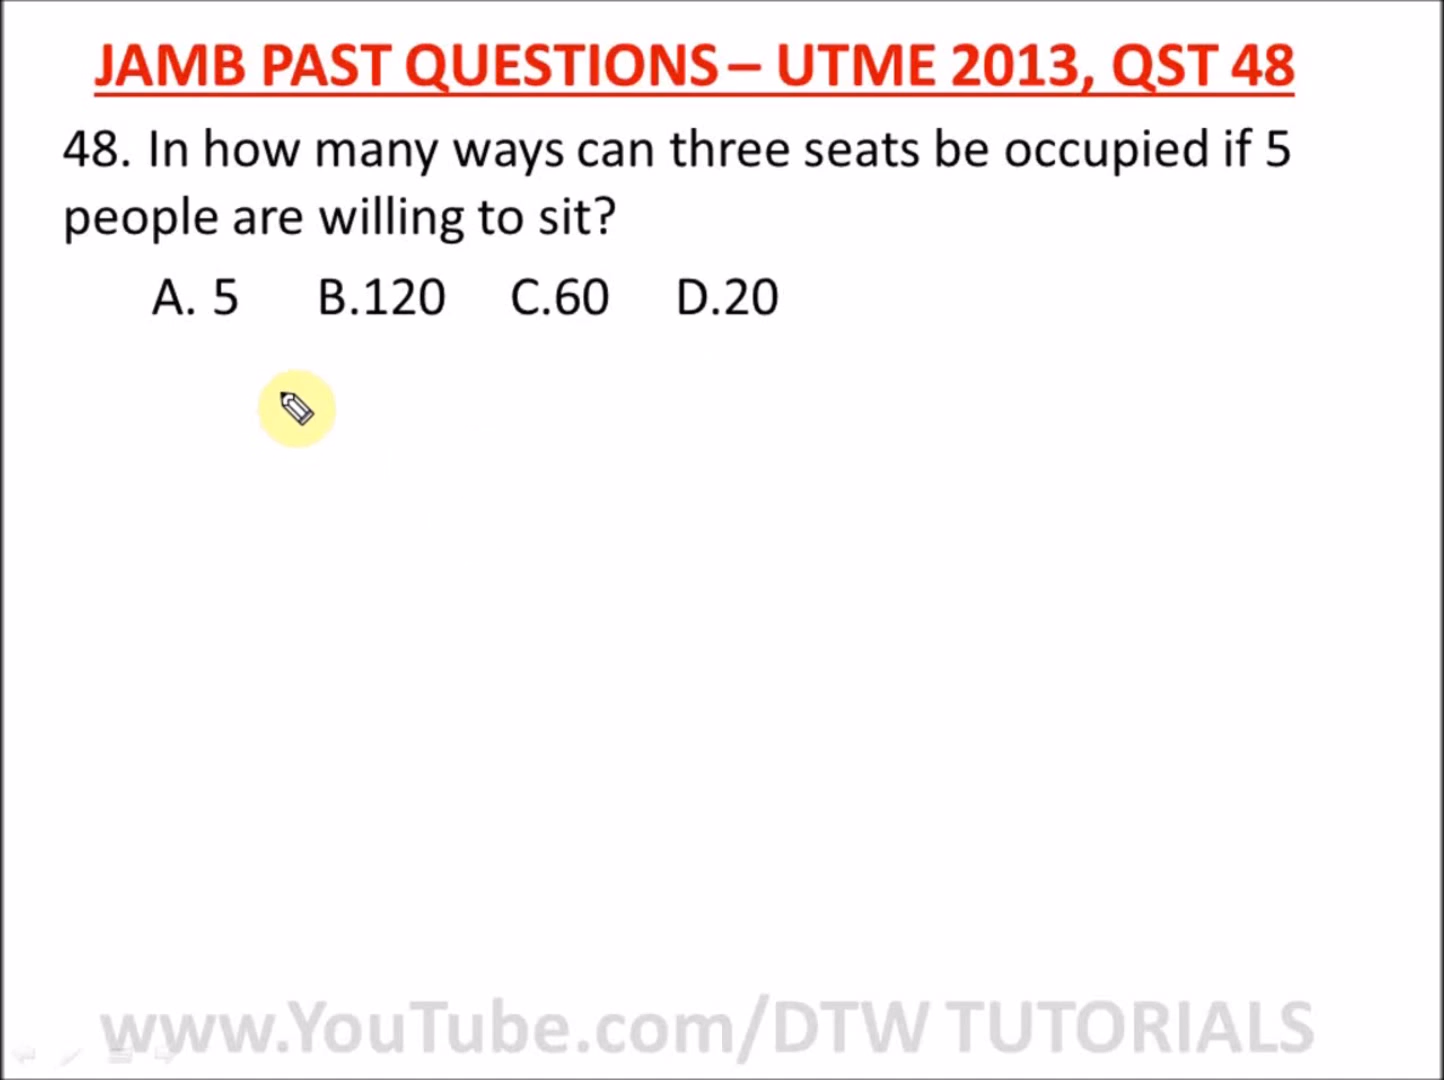 JAMB PAST QUESTIONS – UTME 2013, QST 48
48. In how many ways can three seats be occupied if 5
people are willing to sit?
A. 5 B.120 C.60 D.20
www.YouTube.com/DTW TUTORIALS